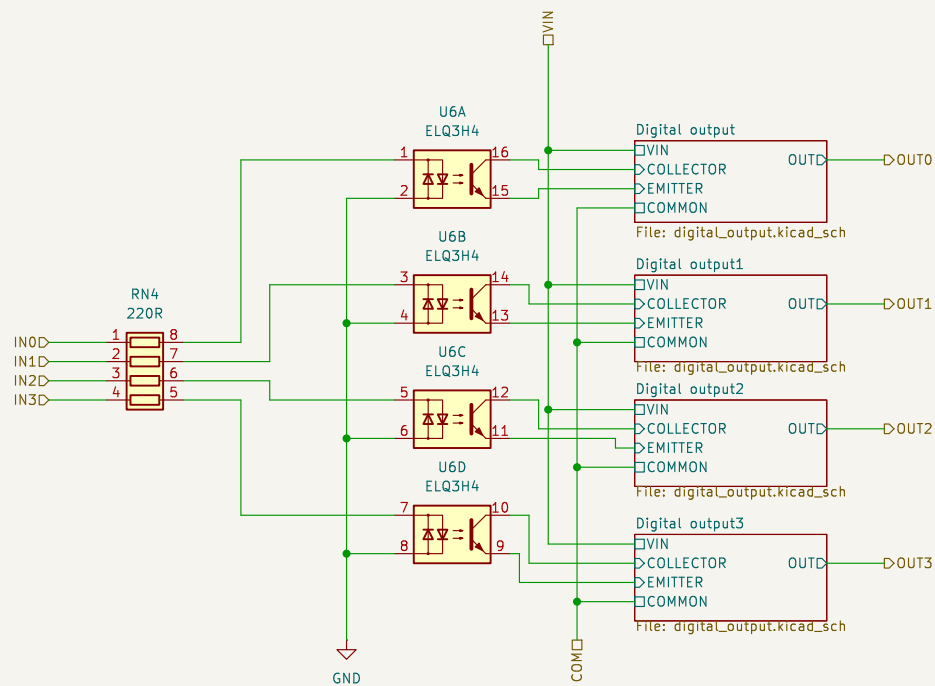 VIN
U6A
ELQ3H4
1
16
2
15
Digital output
VIN
COLLECTOR
EMITTER
COMMON
OUT
OUT0
File: digital_output.kicad_sch
U6B
ELQ3H4
3
14
4
13
Digital output1
VIN
COLLECTOR
EMITTER
COMMON
OUT
OUT1
File: digital_output.kicad_sch
RN4
220R
IN0
1
8
IN1
2
7
IN2
3
6
IN3
4
5
U6C
ELQ3H4
5
12
6
11
Digital output2
VIN
COLLECTOR
EMITTER
COMMON
OUT
OUT2
File: digital_output.kicad_sch
U6D
ELQ3H4
7
10
8
9
Digital output3
VIN
COLLECTOR
EMITTER
COMMON
OUT
OUT3
File: digital_output.kicad_sch
GND
COM